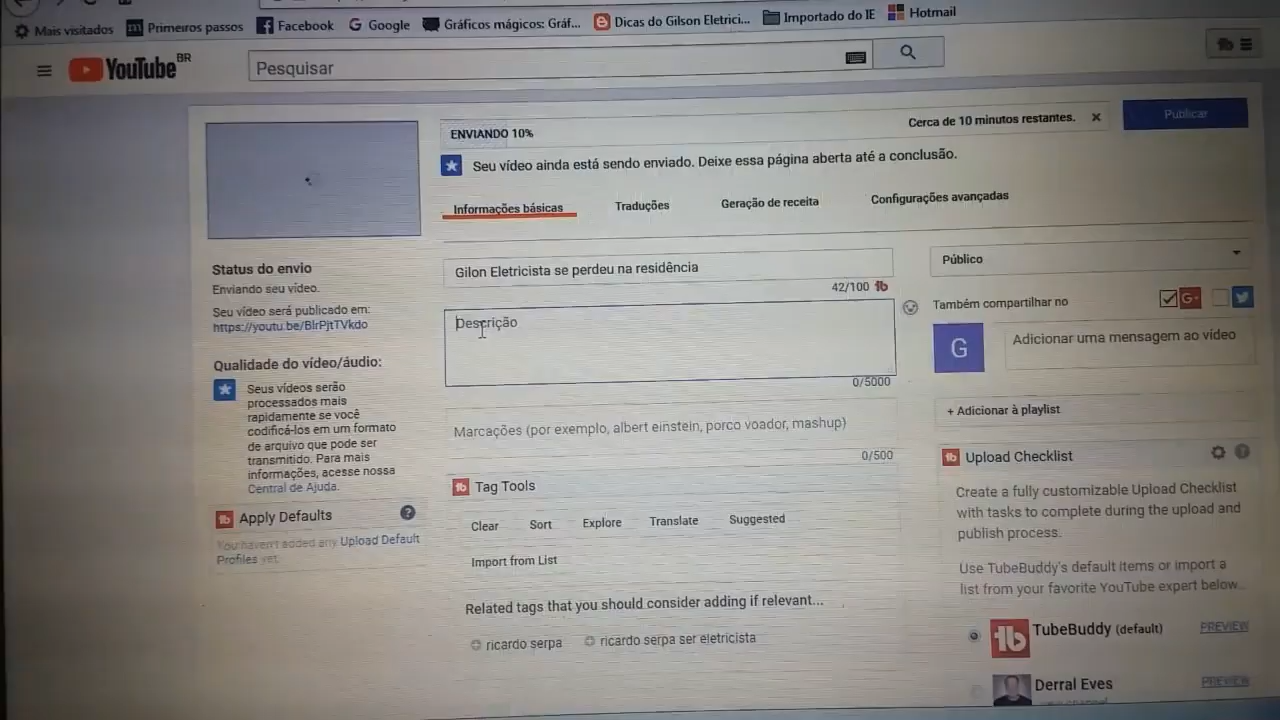 Mais visitados
Primeiros passos
Facebook
Google
Gráficos mágicos: Gráf...
Dicas do Gilson Eletrici...
Importado do IE
Hotmail
YouTube BR
Pesquisar
ENVIANDO 10%
Cerca de 10 minutos restantes.
Publicar
Seu vídeo ainda está sendo enviado. Deixe essa página aberta até a conclusão.
Informações básicas
Traduções
Geração de receita
Configurações avançadas
Status do envio
Enviando seu vídeo.
Seu vídeo será publicado em:
https://youtu.be/BlrPjtTVkdo
Qualidade do vídeo/áudio:
Seus vídeos serão
processados mais
rapidamente se você
codificá-los em um formato
de arquivo que pode ser
transmitido. Para mais
informações, acesse nossa
Central de Ajuda.
Apply Defaults
You haven't added any Upload Default
Profiles yet.
Gilon Eletricista se perdeu na residência
42/100
Descrição
0/5000
Marcações (por exemplo, albert einstein, porco voador, mashup)
0/500
Tag Tools
Clear
Sort
Explore
Translate
Suggested
Import from List
Related tags that you should consider adding if relevant...
ricardo serpa
ricardo serpa ser eletricista
Público
Também compartilhar no
G+
G
Adicionar uma mensagem ao vídeo
+ Adicionar à playlist
Upload Checklist
Create a fully customizable Upload Checklist
with tasks to complete during the upload and
publish process.
Use TubeBuddy's default items or import a
list from your favorite YouTube expert below...
TubeBuddy (default)
PREVIEW
Derral Eves
PREVIEW